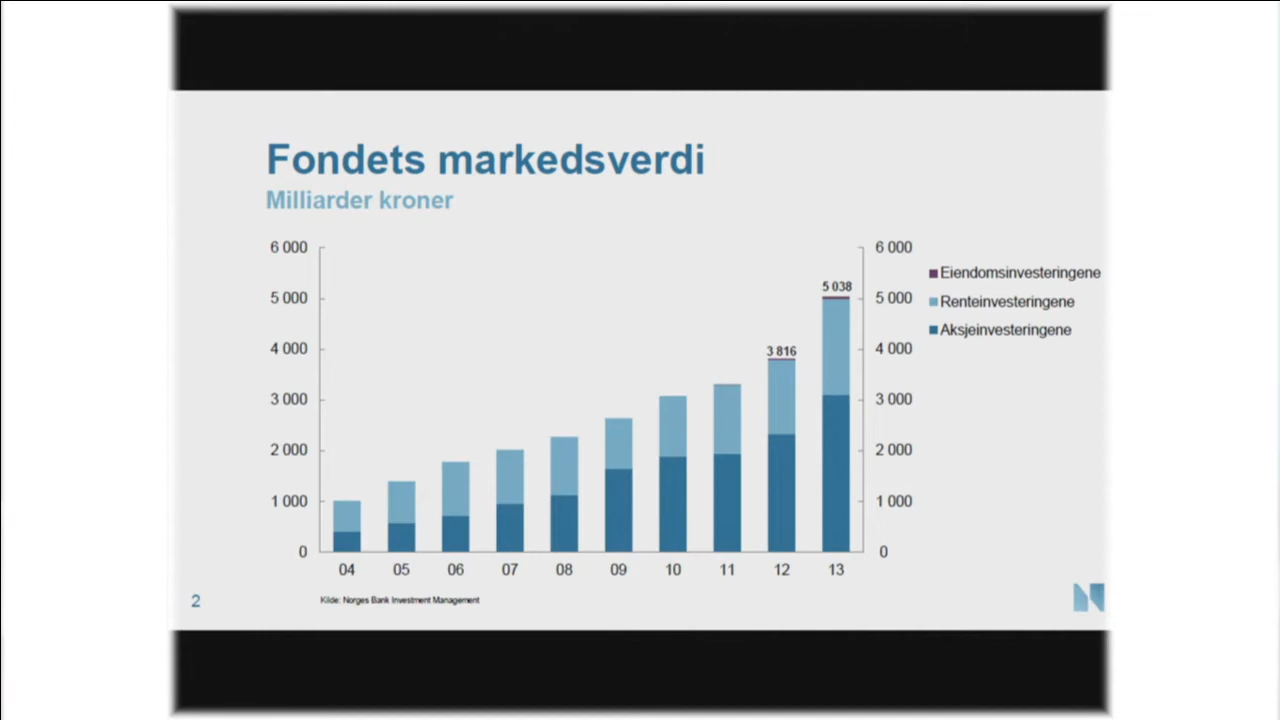 Fondets markedsverdi
Milliarder kroner
6 000
5 000
4 000
3 000
2 000
1 000
0
5 038
3 816
6 000
5 000
4 000
3 000
2 000
1 000
0
Eiendomsinvesteringene
Renteinvesteringene
Aksjeinvesteringene
04 05 06 07 08 09 10 11 12 13
2
Kilde: Norges Bank Investment Management